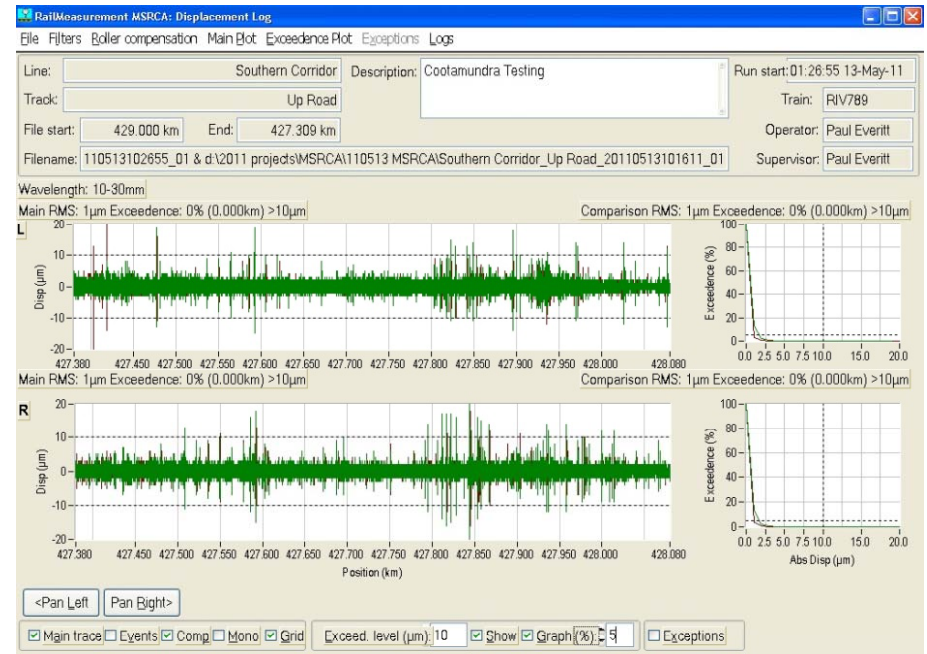 RailMeasurement MSRCA: Displacement Log
File Filters Roller compensation Main Plot Exceedence Plot Exceptions Logs
Line: Southern Corridor Description: Cootamundra Testing Run start: 01:26:55 13-May-11
Track: Up Road Train: RIV789
File start: 429.000 km End: 427.309 km Operator: Paul Everitt
Filename: 110513102655_01 & d:\2011 projects\MSRCA\110513 MSRCA\Southern Corridor_Up Road_20110513101611_01 Supervisor: Paul Everitt
Wavelength: 10-30mm
Main RMS: 1µm Exceedence: 0% (0.000km) >10µm Comparison RMS: 1µm Exceedence: 0% (0.000km) >10µm
L
Disp (µm)
20
10
0
-10
-20
427.380 427.450 427.500 427.550 427.600 427.650 427.700 427.750 427.800 427.850 427.900 427.950 428.000 428.080
Exceedence (%)
100
80
60
40
20
0
0.0 2.5 5.0 7.5 10.0 15.0 20.0
Main RMS: 1µm Exceedence: 0% (0.000km) >10µm Comparison RMS: 1µm Exceedence: 0% (0.000km) >10µm
R
Disp (µm)
20
10
0
-10
-20
427.380 427.450 427.500 427.550 427.600 427.650 427.700 427.750 427.800 427.850 427.900 427.950 428.000 428.080
Position (km)
Exceedence (%)
100
80
60
40
20
0
0.0 2.5 5.0 7.5 10.0 15.0 20.0
Abs Disp (µm)
<Pan Left Pan Right>
Main trace Events Comp Mono Grid Exceed. level (µm): 10 Show Graph (%): 5 Exceptions